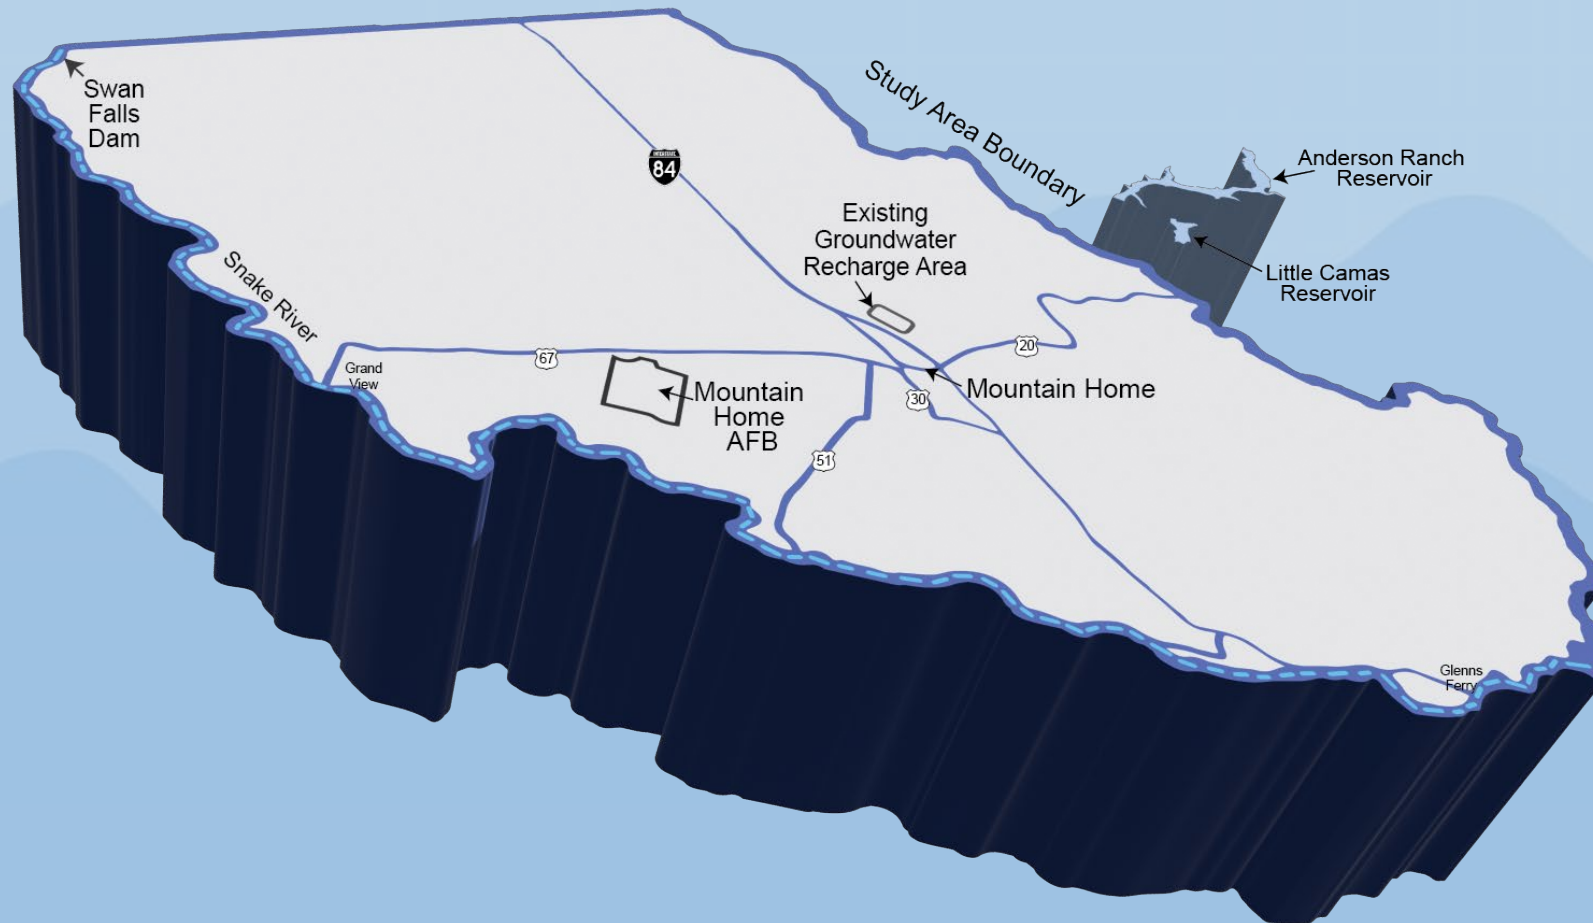 Swan
Falls
Dam
Study Area Boundary
Anderson Ranch
Reservoir
INTERSTATE
84
Existing
Groundwater
Recharge Area
Little Camas
Reservoir
Snake River
Grand
View
67
20
Mountain
Home
AFB
Mountain Home
30
51
Glenns
Ferry